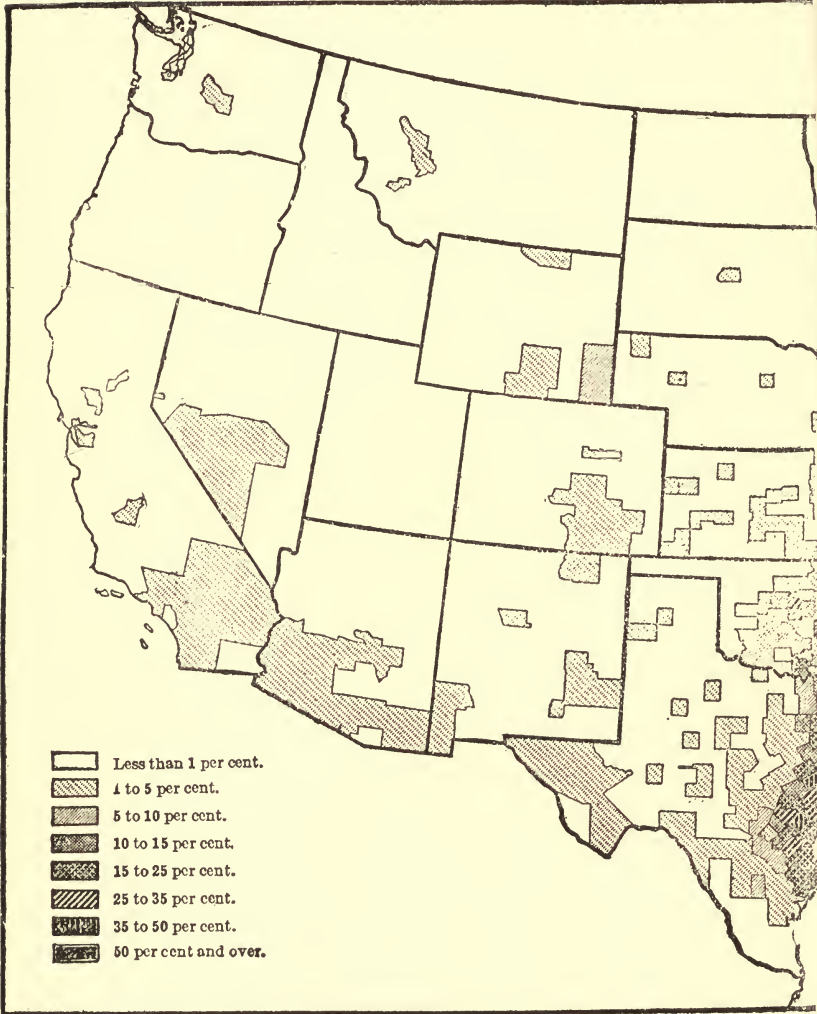 Less than 1 per cent.
1 to 5 per cent.
5 to 10 per cent.
10 to 15 per cent.
15 to 25 per cent.
25 to 35 per cent.
35 to 50 per cent.
50 per cent and over.